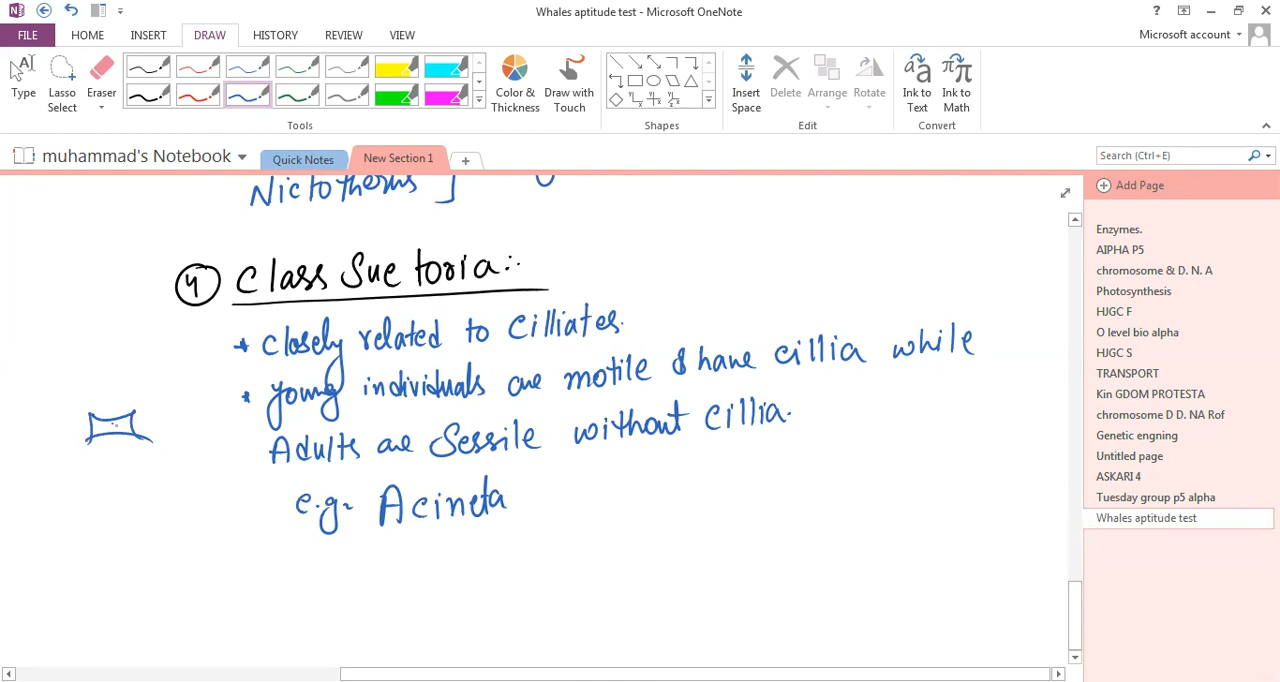 Whales aptitude test - Microsoft OneNote
?
FILE HOME INSERT DRAW HISTORY REVIEW VIEW
Microsoft account
Type Lasso Select Eraser
Color & Thickness Draw with Touch
Insert Space Delete Arrange Rotate
Ink to Text Ink to Math
Tools Shapes Edit Convert
muhammad's Notebook Quick Notes New Section 1
Search (Ctrl+E)
Add Page
Enzymes.
AIPHA P5
chromosome & D. N. A
Photosynthesis
HJGC F
O level bio alpha
HJGC S
TRANSPORT
Kin GDOM PROTESTA
chromosome D D. NA Rof
Genetic engning
Untitled page
ASKARI 4
Tuesday group p5 alpha
Whales aptitude test
④ Class Suctoria:-
* Closely related to Cilliates.
* young individuals are motile & have cillia while
Adults are Sessile without cillia.
e.g- Acineta